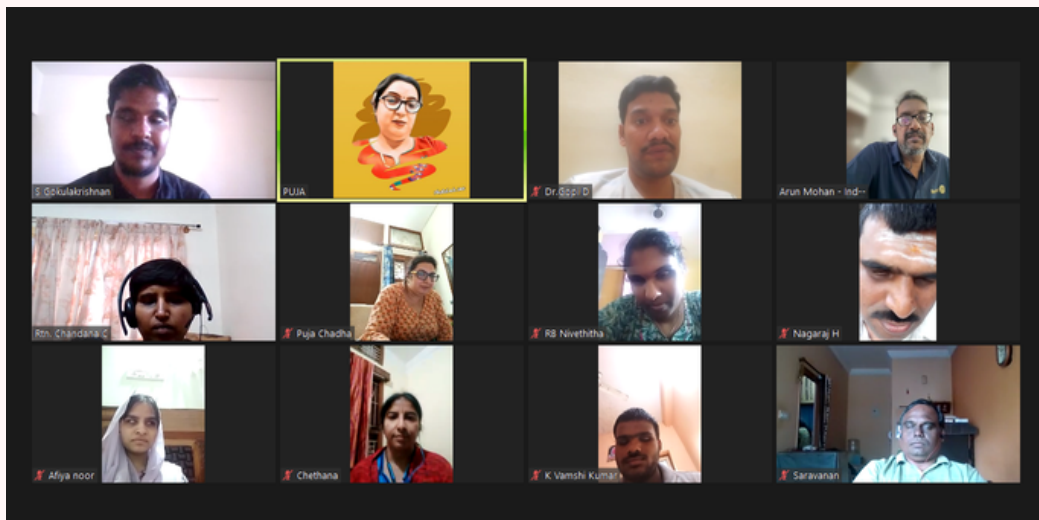 S Gokulakrishnan
PUJA
Dr.Gopi D
Arun Mohan - Ind--
Rtn. Chandana C
Puja Chadha
RB Nivethitha
Nagaraj H
Afiya noor
Chethana
K Vamshi Kumar
Saravanan